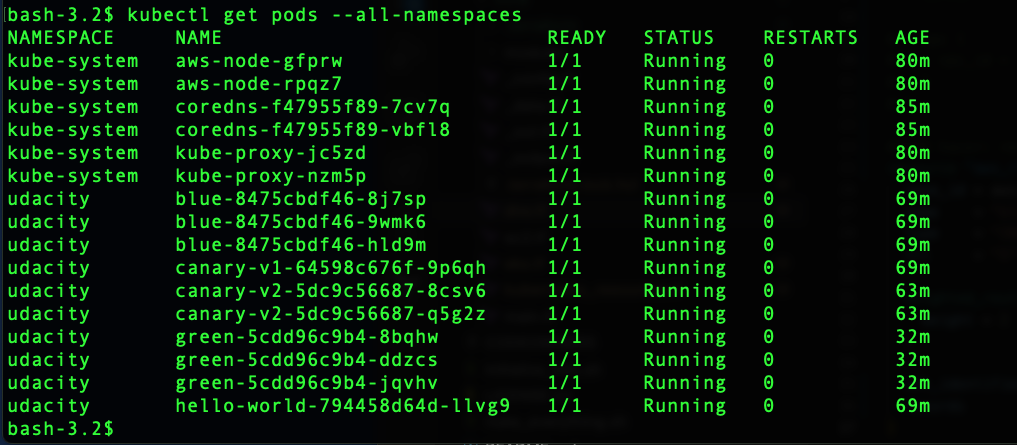 bash-3.2$ kubectl get pods --all-namespaces
NAMESPACE NAME READY STATUS RESTARTS AGE
kube-system aws-node-gfprw 1/1 Running 0 80m
kube-system aws-node-rpqz7 1/1 Running 0 80m
kube-system coredns-f47955f89-7cv7q 1/1 Running 0 85m
kube-system coredns-f47955f89-vbfl8 1/1 Running 0 85m
kube-system kube-proxy-jc5zd 1/1 Running 0 80m
kube-system kube-proxy-nzm5p 1/1 Running 0 80m
udacity blue-8475cbdf46-8j7sp 1/1 Running 0 69m
udacity blue-8475cbdf46-9wmk6 1/1 Running 0 69m
udacity blue-8475cbdf46-hld9m 1/1 Running 0 69m
udacity canary-v1-64598c676f-9p6qh 1/1 Running 0 69m
udacity canary-v2-5dc9c56687-8csv6 1/1 Running 0 63m
udacity canary-v2-5dc9c56687-q5g2z 1/1 Running 0 63m
udacity green-5cdd96c9b4-8bqhw 1/1 Running 0 32m
udacity green-5cdd96c9b4-ddzcs 1/1 Running 0 32m
udacity green-5cdd96c9b4-jqvhv 1/1 Running 0 32m
udacity hello-world-794458d64d-llvg9 1/1 Running 0 69m
bash-3.2$